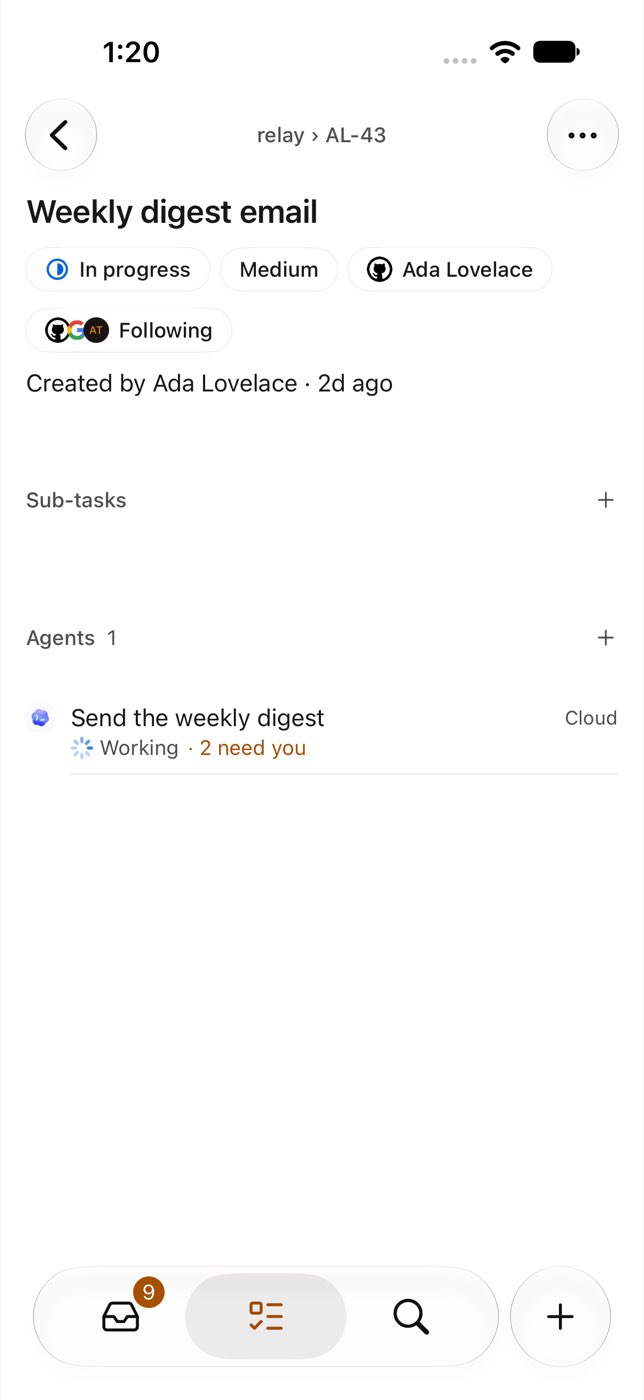 1:20
relay › AL-43
Weekly digest email
In progress
Medium
Ada Lovelace
AT
Following
Created by Ada Lovelace · 2d ago
Sub-tasks
Agents 1
Send the weekly digest
Cloud
Working · 2 need you
9